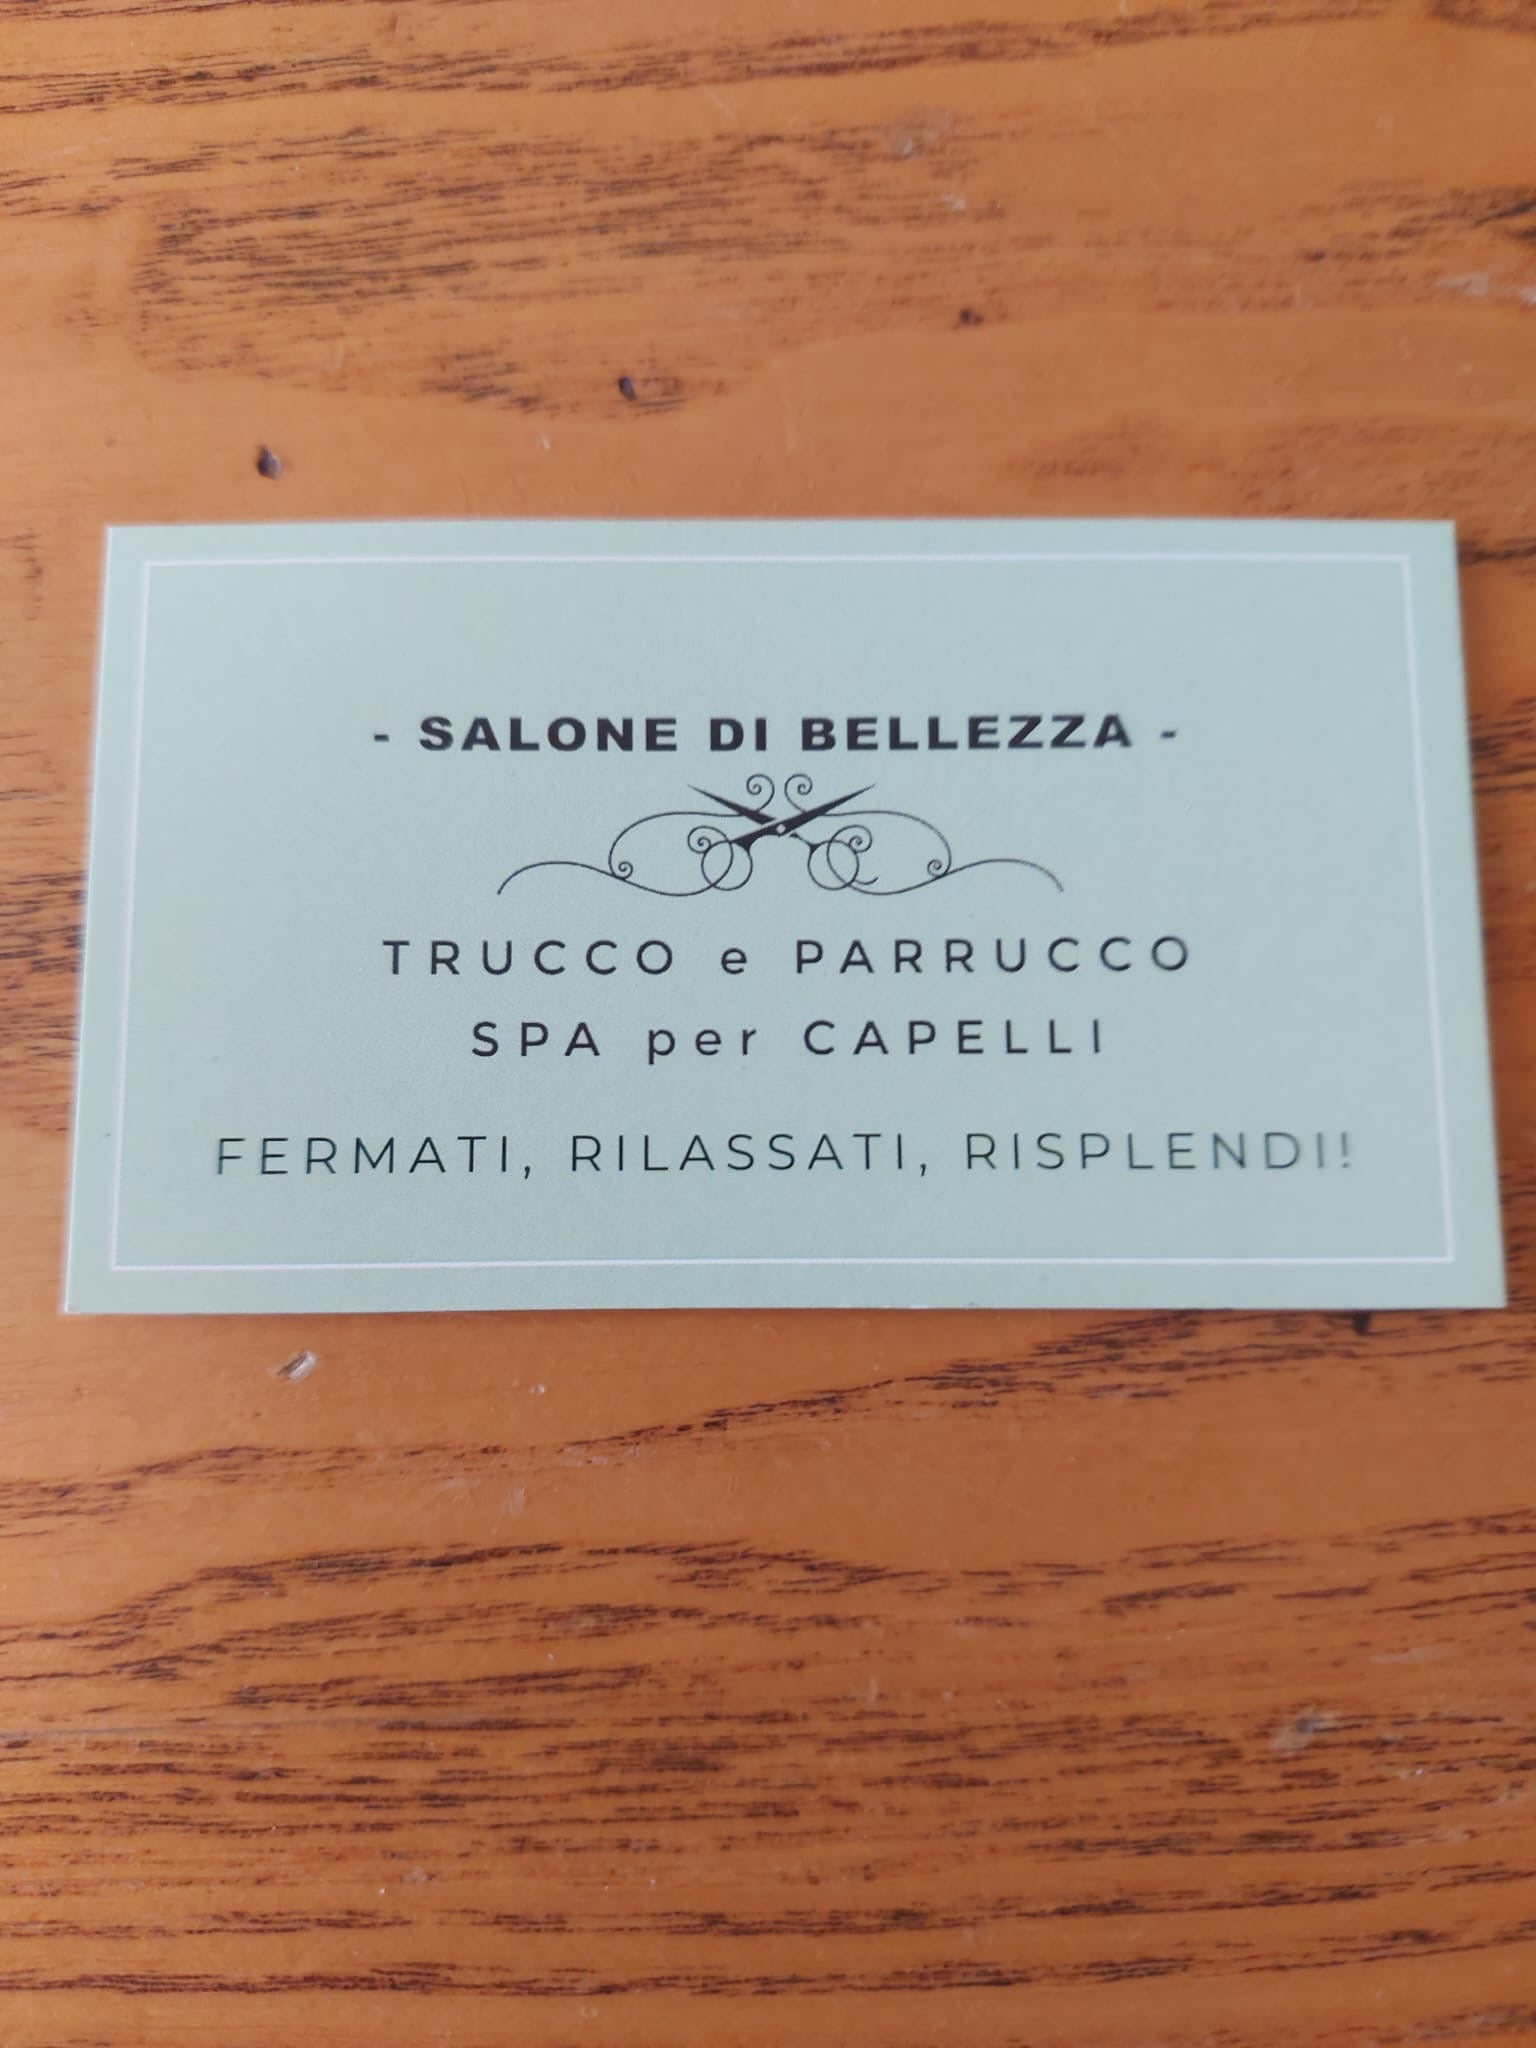 - SALONE DI BELLEZZA -
TRUCCO e PARRUCCO
SPA per CAPELLI
FERMATI, RILASSATI, RISPLENDI!